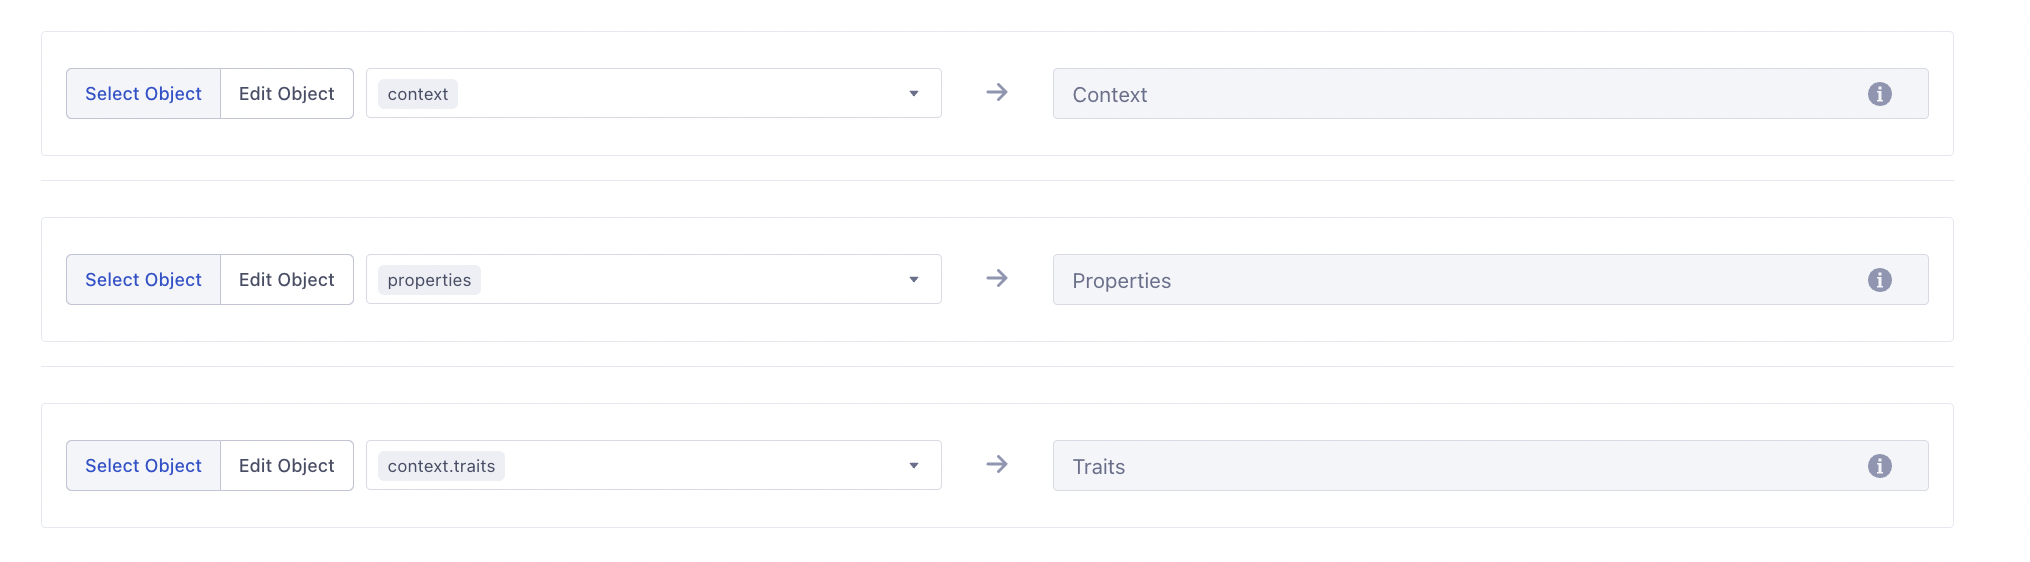 Select Object Edit Object context → Context
Select Object Edit Object properties → Properties
Select Object Edit Object context.traits → Traits